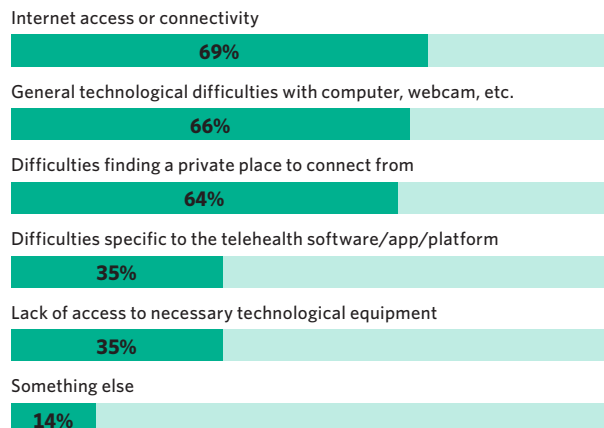 Internet access or connectivity
69%
General technological difficulties with computer, webcam, etc.
66%
Difficulties finding a private place to connect from
64%
Difficulties specific to the telehealth software/app/platform
35%
Lack of access to necessary technological equipment
35%
Something else
14%